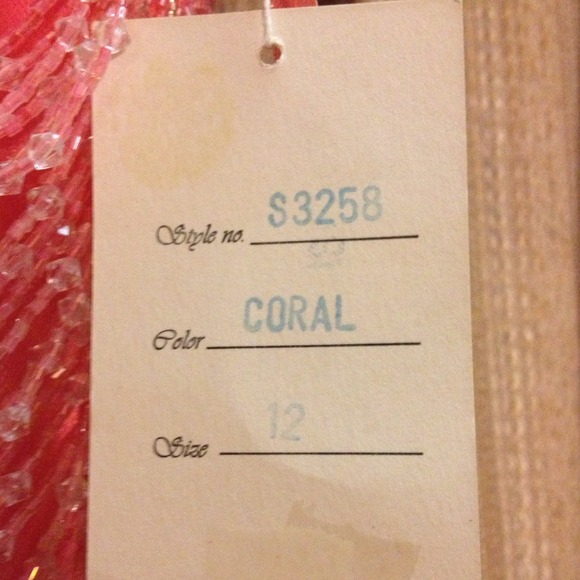 Style no. S3258
Color CORAL
Size 12